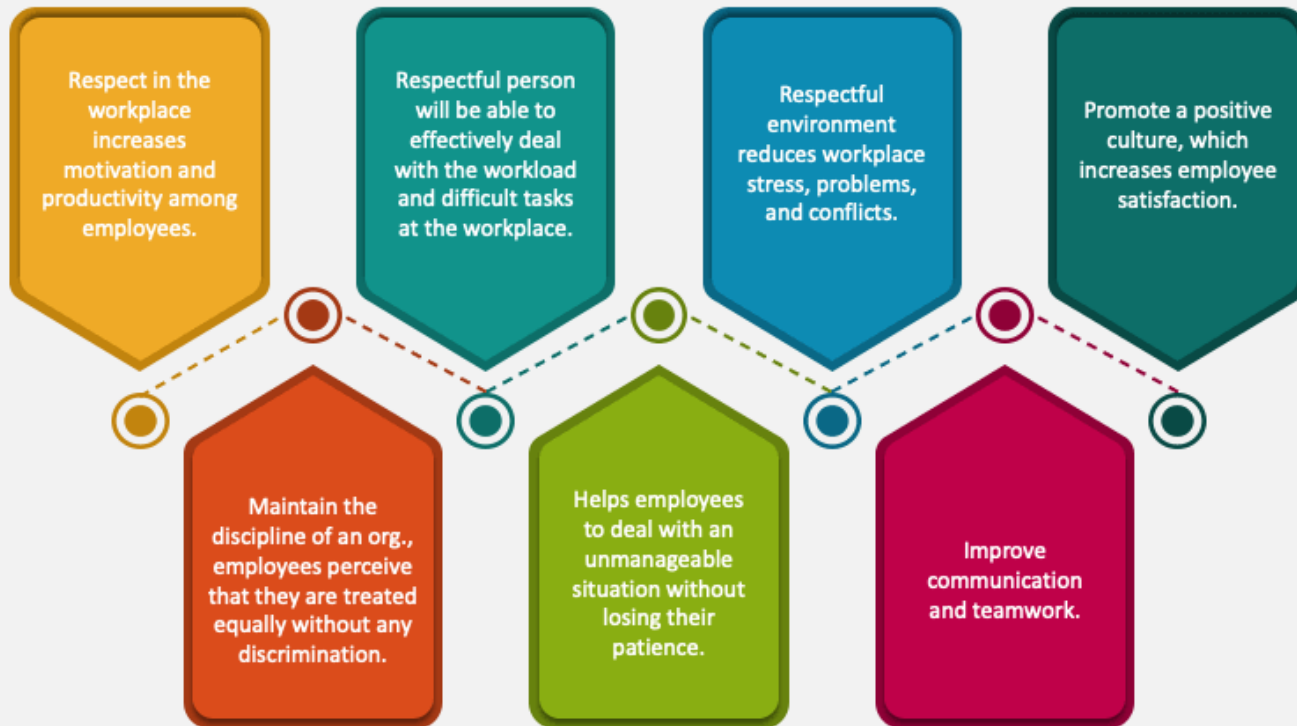 Respect in the
workplace
increases
motivation and
productivity among
employees.
Maintain the
discipline of an org.,
employees perceive
that they are treated
equally without any
discrimination.
Respectful person
will be able to
effectively deal
with the workload
and difficult tasks
at the workplace.
Helps employees
to deal with an
unmanageable
situation without
losing their
patience.
Respectful
environment
reduces workplace
stress, problems,
and conflicts.
Improve
communication
and teamwork.
Promote a positive
culture, which
increases employee
satisfaction.